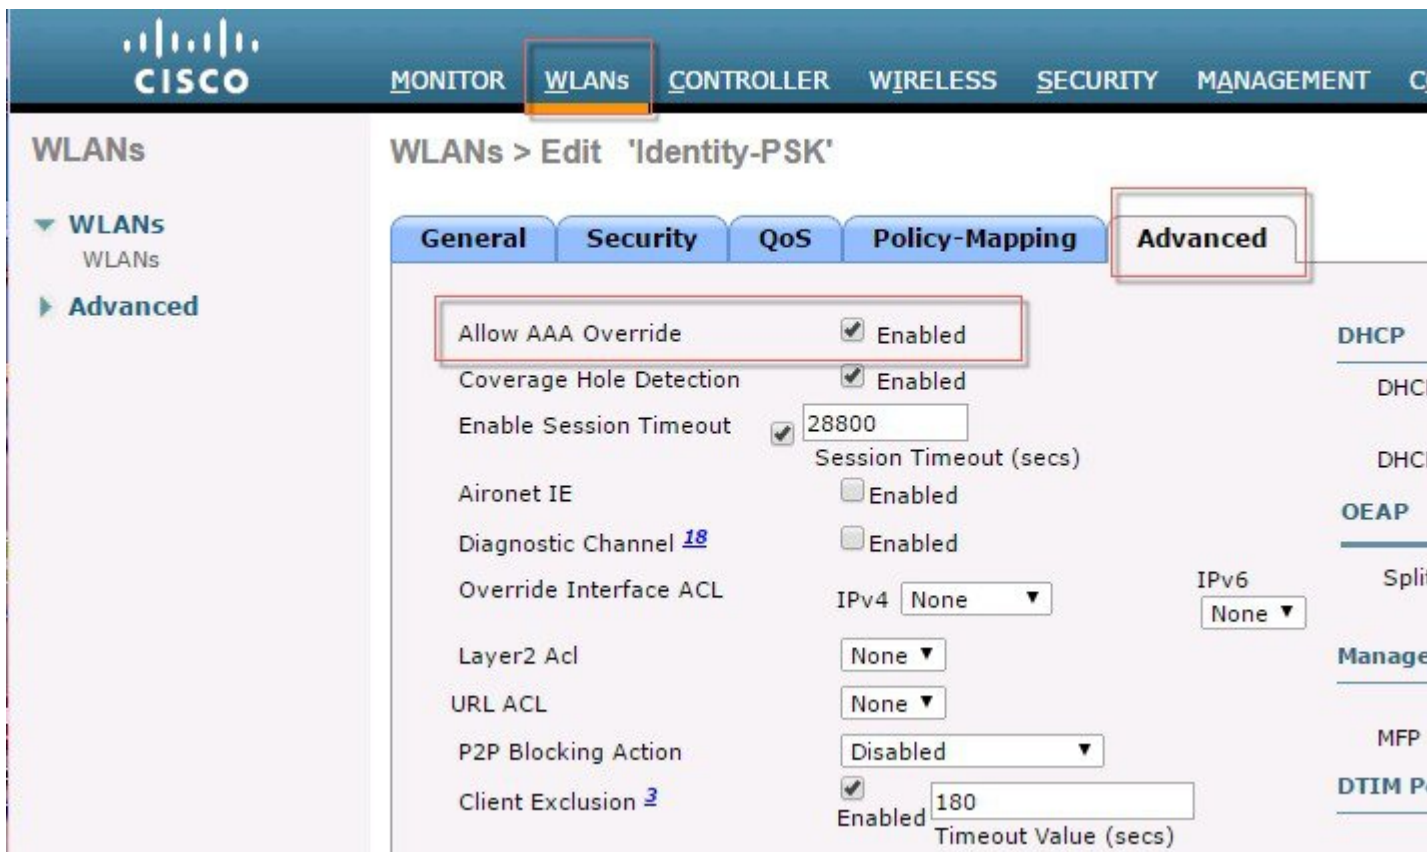 CISCO
MONITOR WLANs CONTROLLER WIRELESS SECURITY MANAGEMENT
WLANs
WLANs > Edit 'Identity-PSK'
WLANs
WLANs
Advanced
General Security QoS Policy-Mapping Advanced
Allow AAA Override Enabled
Coverage Hole Detection Enabled
Enable Session Timeout 28800
Session Timeout (secs)
Aironet IE Enabled
Diagnostic Channel 18 Enabled
Override Interface ACL IPv4 None IPv6 None
Layer2 Acl None
URL ACL None
P2P Blocking Action Disabled
Client Exclusion 3 Enabled 180
Timeout Value (secs)
DHCP
OEAP
MFP
DTIM